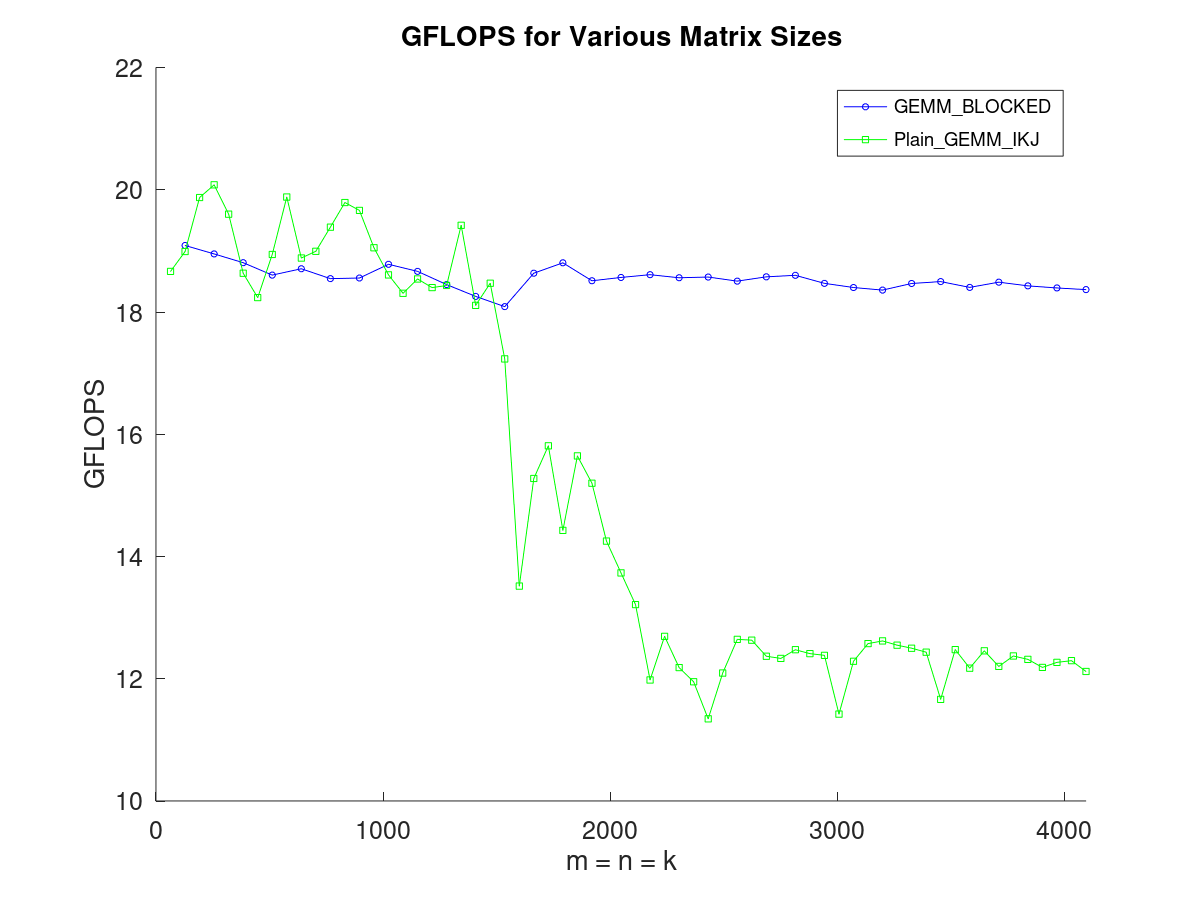 GFLOPS for Various Matrix Sizes
GEMM_BLOCKED
Plain_GEMM_IKJ
GFLOPS
22
20
18
16
14
12
10
0 1000 2000 3000 4000
m = n = k